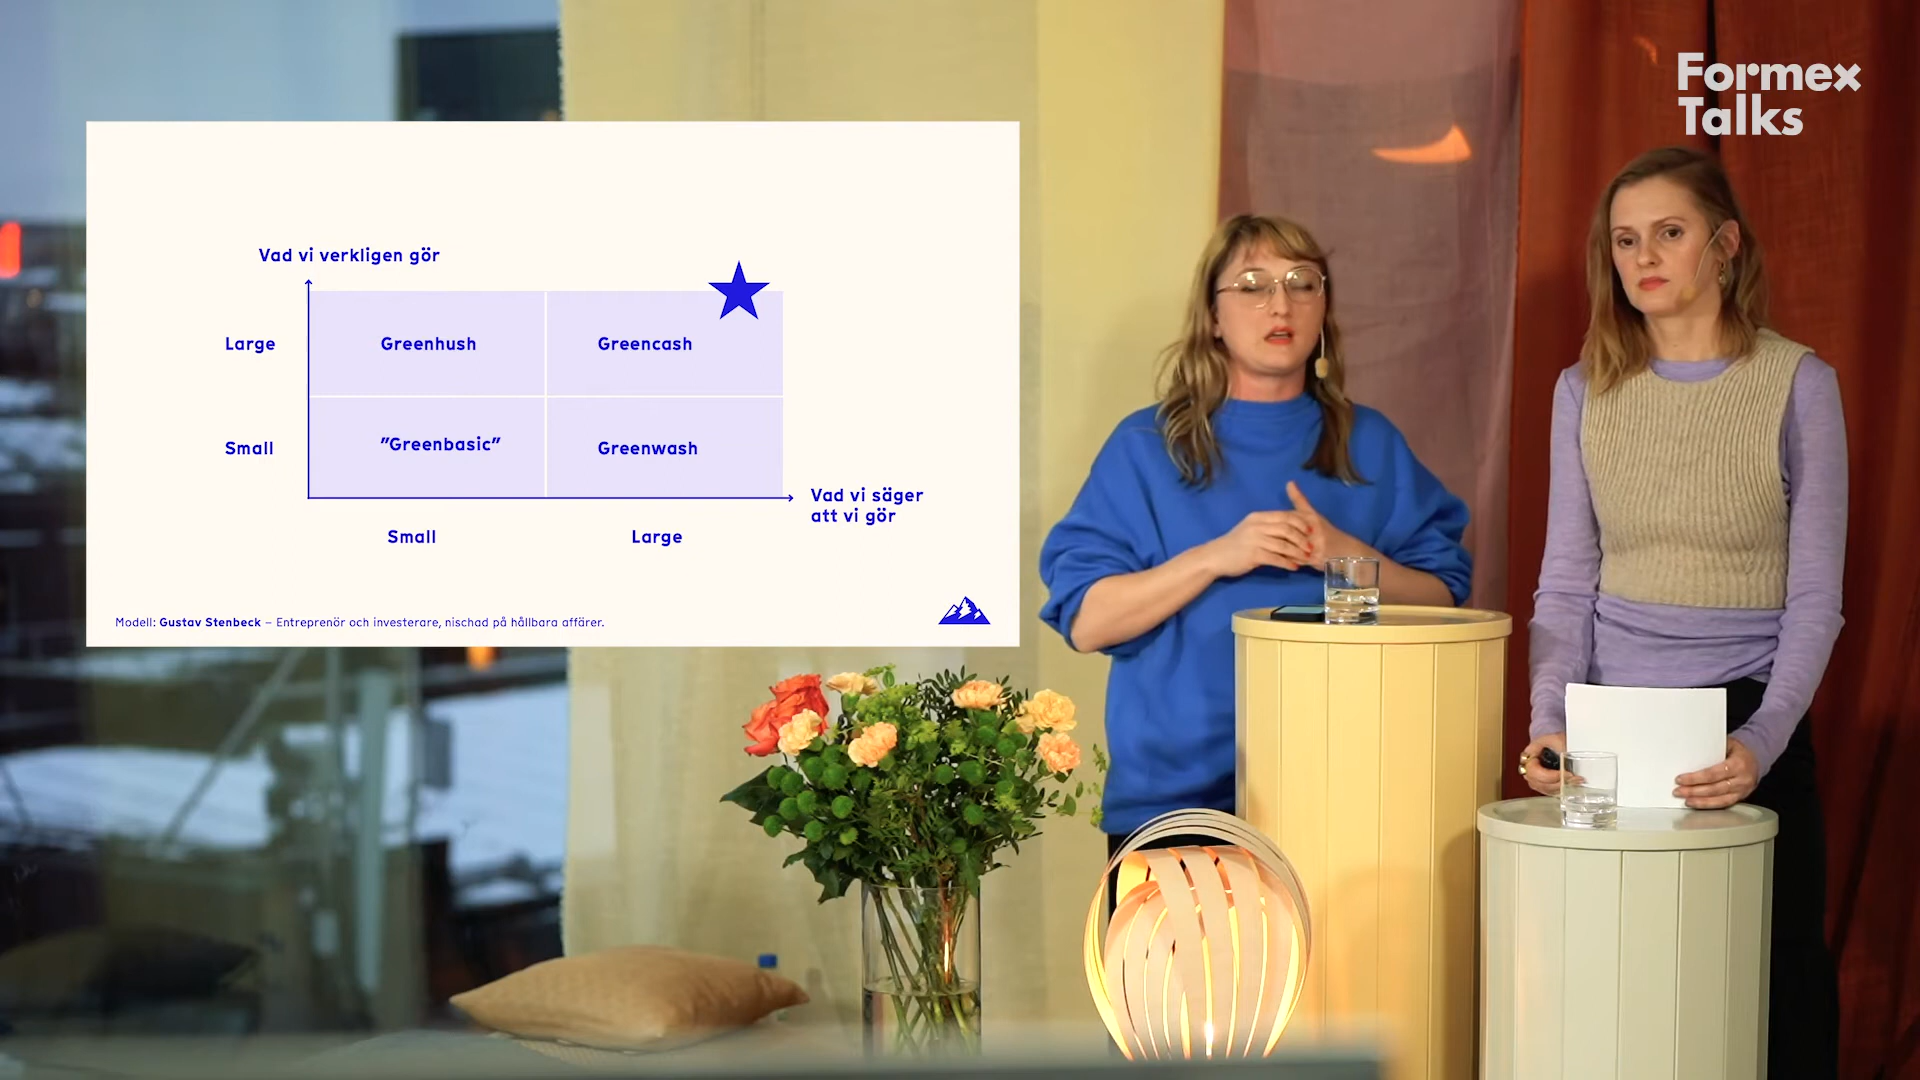 Formex
Talks
Vad vi verkligen gör
Large
Greenhush
Greencash
Small
”Greenbasic”
Greenwash
Vad vi säger
att vi gör
Small
Large
Modell: Gustav Stenbeck – Entreprenör och investerare, nischad på hållbara affärer.